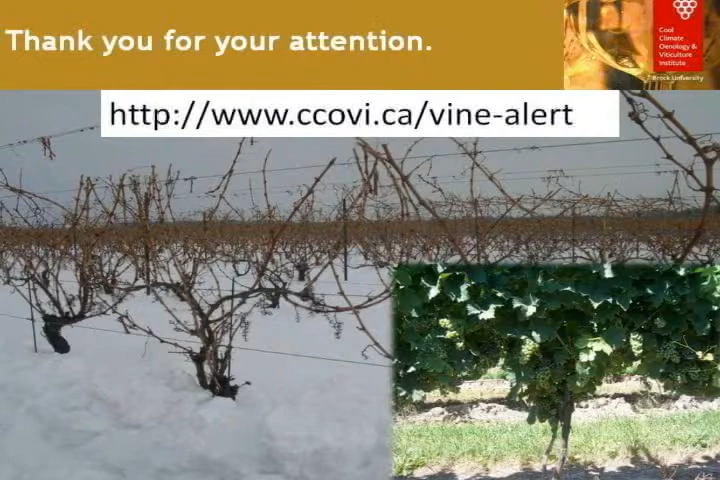 Thank you for your attention.
Cool
Climate
Oenology &
Viticulture
Institute
Brock University
http://www.ccovi.ca/vine-alert